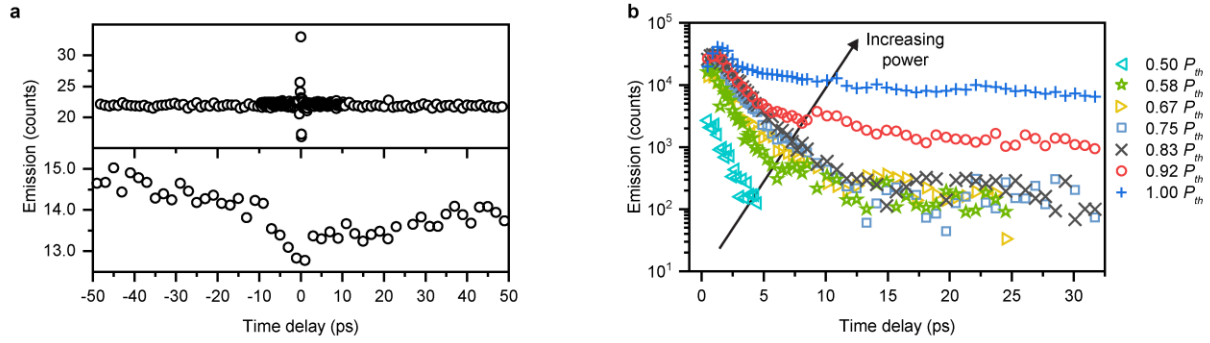 a
Emission (counts)
30
25
20
15.0
14.0
13.0
-50 -40 -30 -20 -10 0 10 20 30 40 50
Time delay (ps)
b
Emission (counts)
10^5
10^4
10^3
10^2
10^1
0 5 10 15 20 25 30
Time delay (ps)
Increasing
power
0.50 P_th
0.58 P_th
0.67 P_th
0.75 P_th
0.83 P_th
0.92 P_th
1.00 P_th